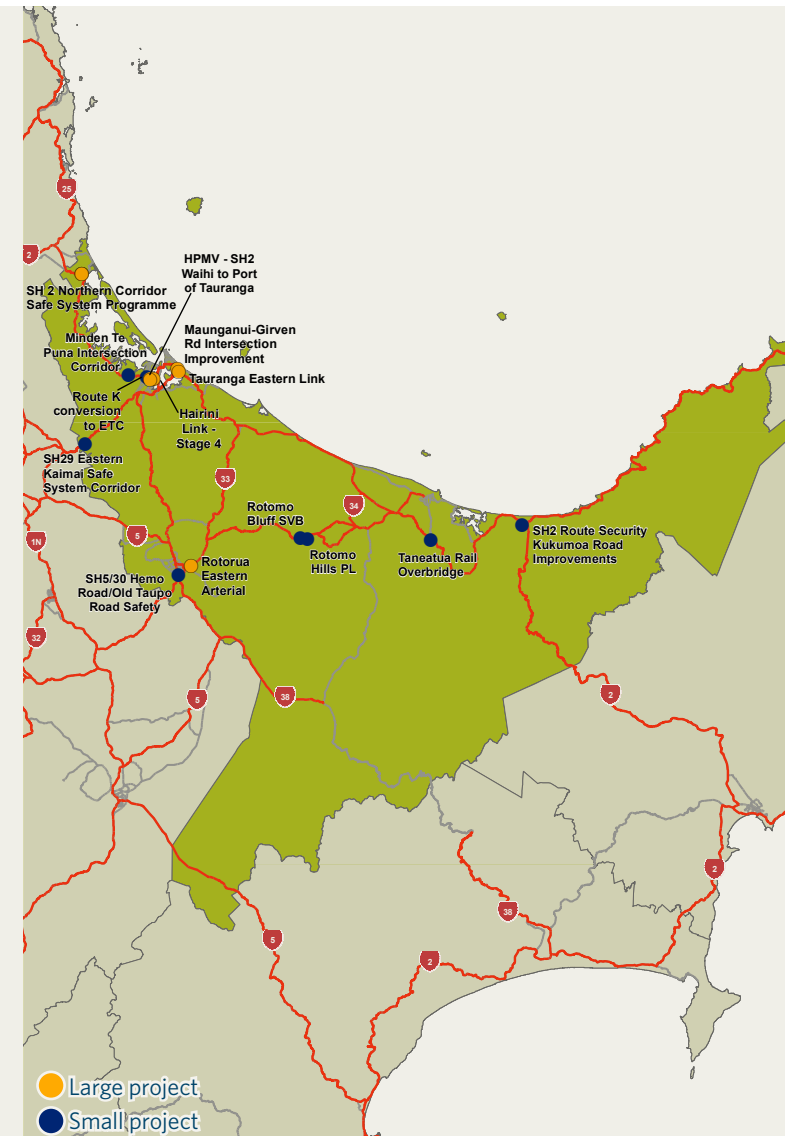 25
2
HPMV - SH2
Waihi to Port
of Tauranga
SH 2 Northern Corridor
Safe System Programme
Maunganui-Girven
Rd Intersection
Improvement
Minden Te
Puna Intersection
Corridor
Tauranga Eastern Link
Route K
conversion
to ETC
Hairini
Link -
Stage 4
SH29 Eastern
Kaimai Safe
System Corridor
33
34
Rotomo
Bluff SVB
5
1N
SH2 Route Security
Kukumoa Road
Improvements
Rotomo
Hills PL
Taneatua Rail
Overbridge
Rotorua
Eastern
Arterial
SH5/30 Hemo
Road/Old Taupo
Road Safety
32
5
38
2
2
38
5
2
Large project
Small project